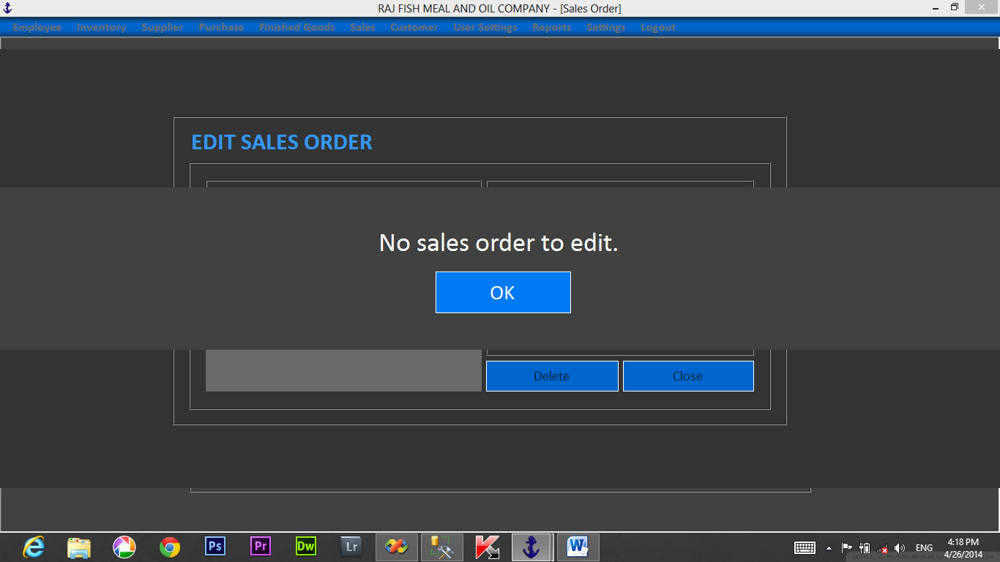 RAJ FISH MEAL AND OIL COMPANY - [Sales Order]
Employee Inventory Supplier Purchase Finished Goods Sales Customer User Settings Reports Settings Logout
EDIT SALES ORDER
No sales order to edit.
OK
Delete Close
Ps Pr Dw Lr
ENG
4:18 PM
4/26/2014